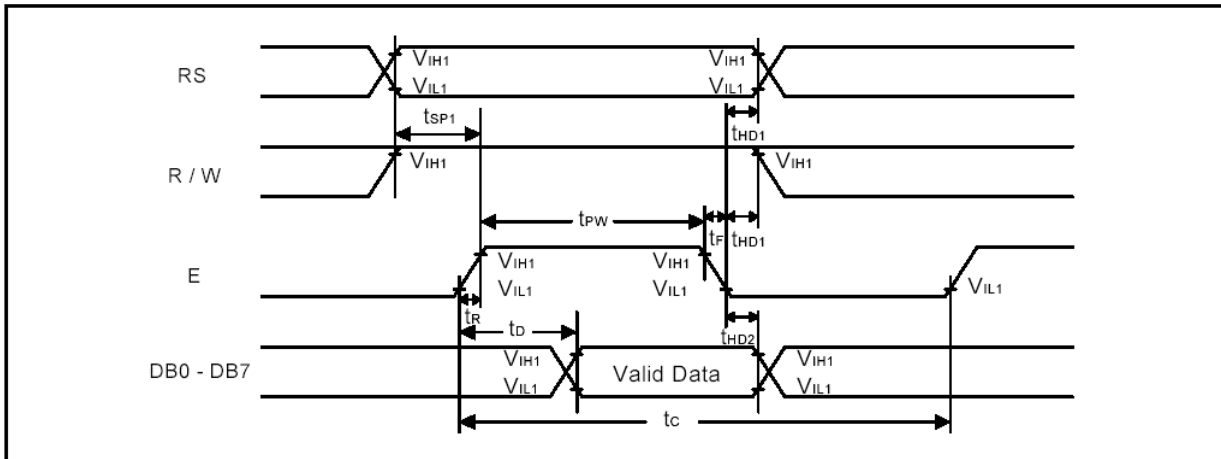 RS
VIH1
VIL1
VIH1
VIL1
tSP1
tHD1
R / W
VIH1
VIH1
tPW
tF
tHD1
E
VIH1
VIL1
VIH1
VIL1
VIL1
tR
tD
tHD2
DB0 - DB7
VIH1
VIL1
Valid Data
VIH1
VIL1
tC